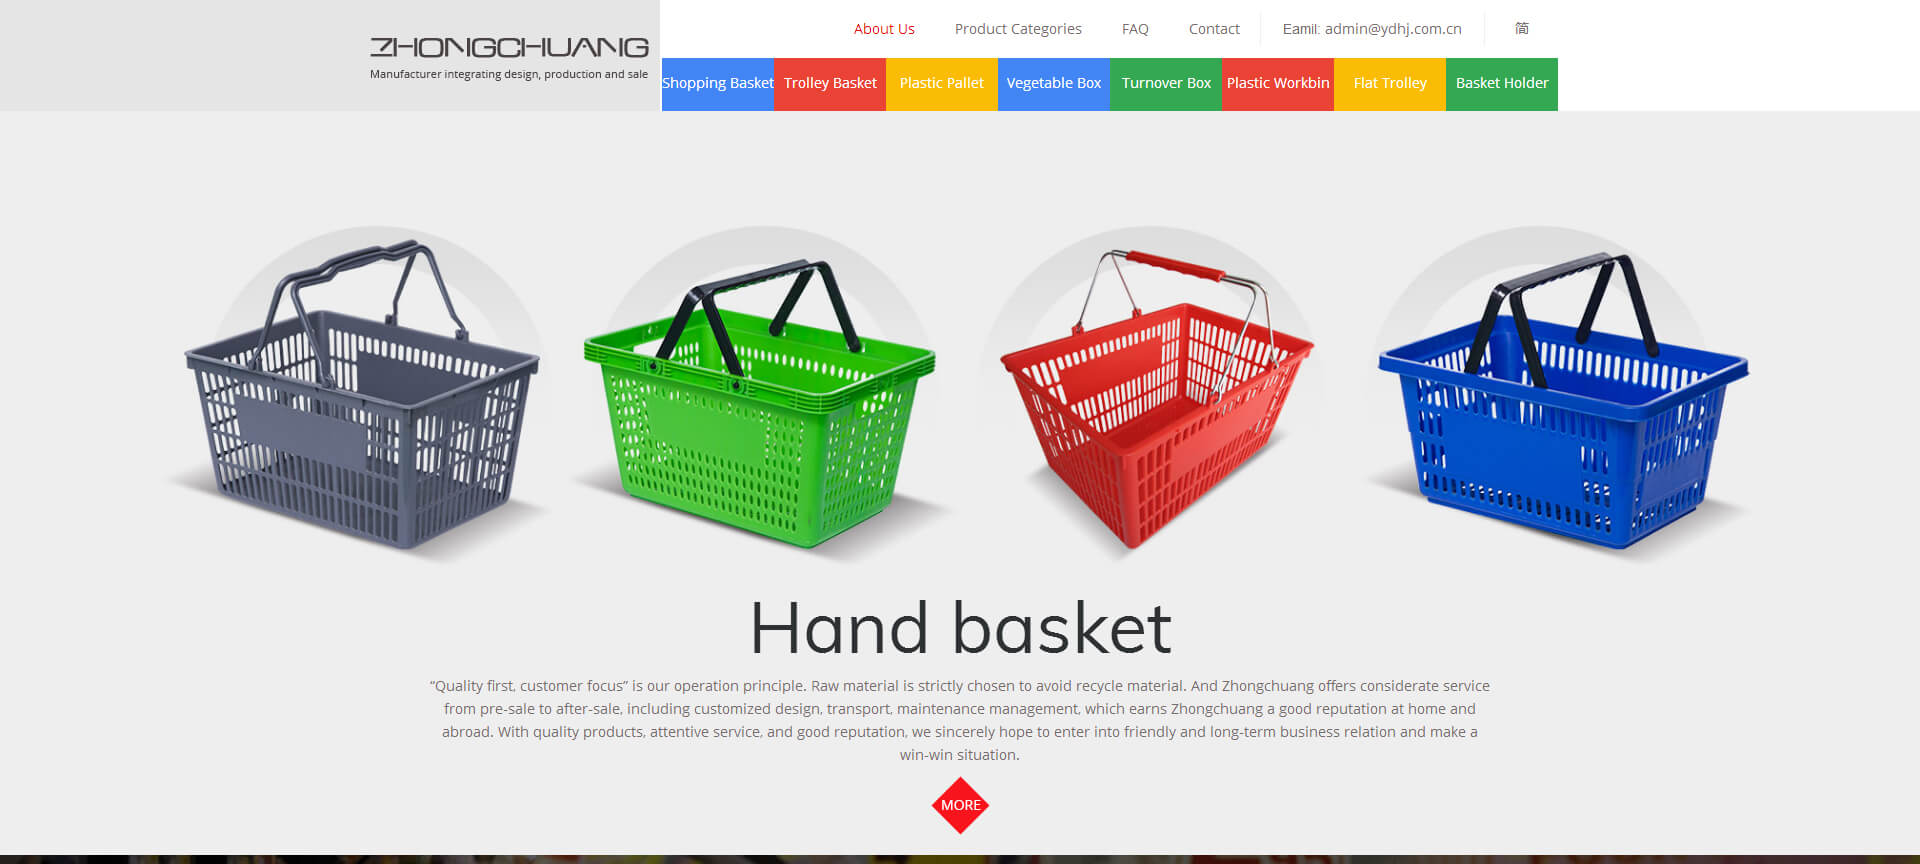 ZHONGCHUANG
Manufacturer integrating design, production and sale
About Us Product Categories FAQ Contact Eamil: admin@ydhj.com.cn 简
Shopping Basket Trolley Basket Plastic Pallet Vegetable Box Turnover Box Plastic Workbin Flat Trolley Basket Holder
Hand basket
“Quality first, customer focus” is our operation principle. Raw material is strictly chosen to avoid recycle material. And Zhongchuang offers considerate service
from pre-sale to after-sale, including customized design, transport, maintenance management, which earns Zhongchuang a good reputation at home and
abroad. With quality products, attentive service, and good reputation, we sincerely hope to enter into friendly and long-term business relation and make a
win-win situation.
MORE